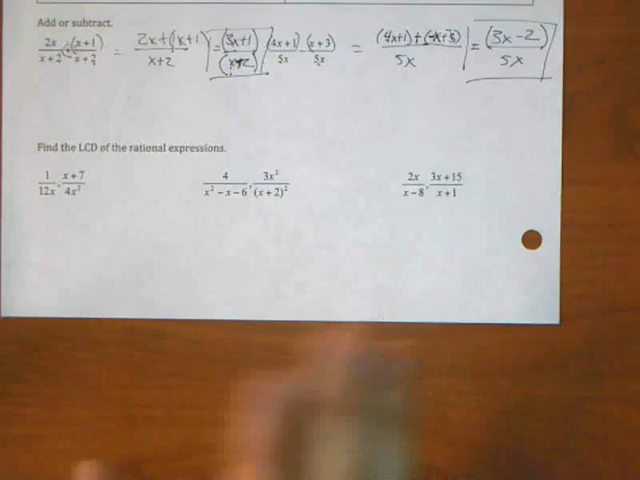 Add or subtract.
2x/(x+2) + (x+1)/(x+2) = (2x+(x+1))/(x+2) = (3x+1)/(x+2) (4x+1)/5x - (x+3)/5x = ((4x+1)+(-x+-3))/5x = (3x-2)/5x
Find the LCD of the rational expressions.
1/12x, (x+7)/4x³ 4/(x²-x-6), 3x²/(x+2)² 2x/(x-8), (3x+15)/(x+1)